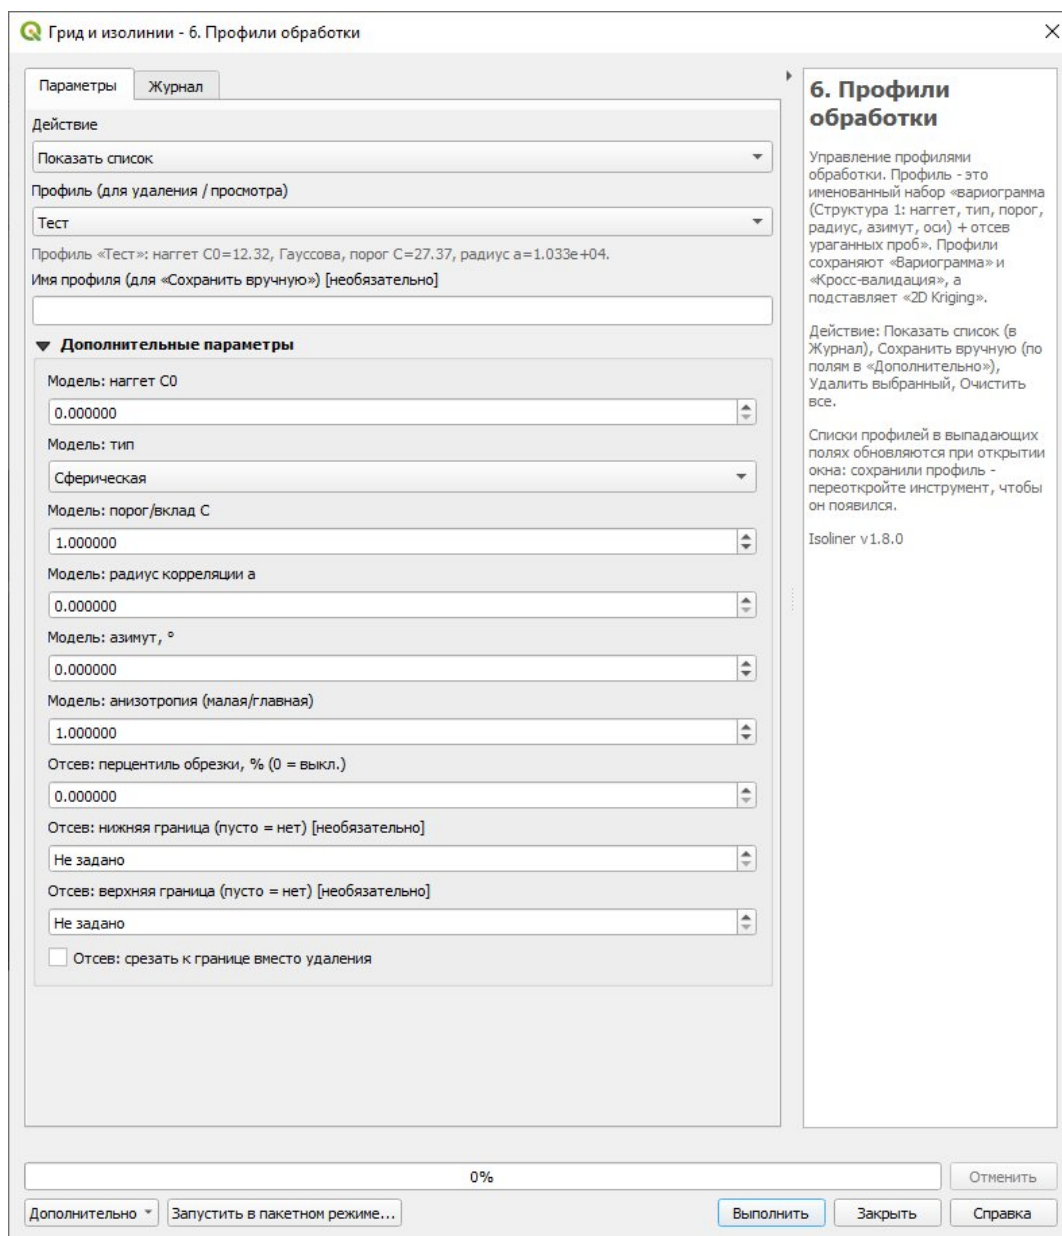 Грид и изолинии - 6. Профили обработки
Параметры
Журнал
Действие
Показать список
Профиль (для удаления / просмотра)
Тест
Профиль «Тест»: наггет C0=12.32, Гауссова, порог C=27.37, радиус a=1.033e+04.
Имя профиля (для «Сохранить вручную») [необязательно]
Дополнительные параметры
Модель: наггет C0
0.000000
Модель: тип
Сферическая
Модель: порог/вклад C
1.000000
Модель: радиус корреляции a
0.000000
Модель: азимут, °
0.000000
Модель: анизотропия (малая/главная)
1.000000
Отсев: перцентиль обрезки, % (0 = выкл.)
0.000000
Отсев: нижняя граница (пусто = нет) [необязательно]
Не задано
Отсев: верхняя граница (пусто = нет) [необязательно]
Не задано
Отсев: срезать к границе вместо удаления
6. Профили
обработки
Управление профилями
обработки. Профиль - это
именованный набор «вариограмма
(Структура 1: наггет, тип, порог,
радиус, азимут, оси) + отсев
ураганных проб». Профили
сохраняют «Вариограмма» и
«Кросс-валидация», а
подставляет «2D Kriging».
Действие: Показать список (в
Журнал), Сохранить вручную (по
полям в «Дополнительно»),
Удалить выбранный, Очистить
все.
Списки профилей в выпадающих
полях обновляются при открытии
окна: сохранили профиль -
переоткройте инструмент, чтобы
он появился.
Isoliner v1.8.0
0%
Отменить
Дополнительно
Запустить в пакетном режиме...
Выполнить
Закрыть
Справка